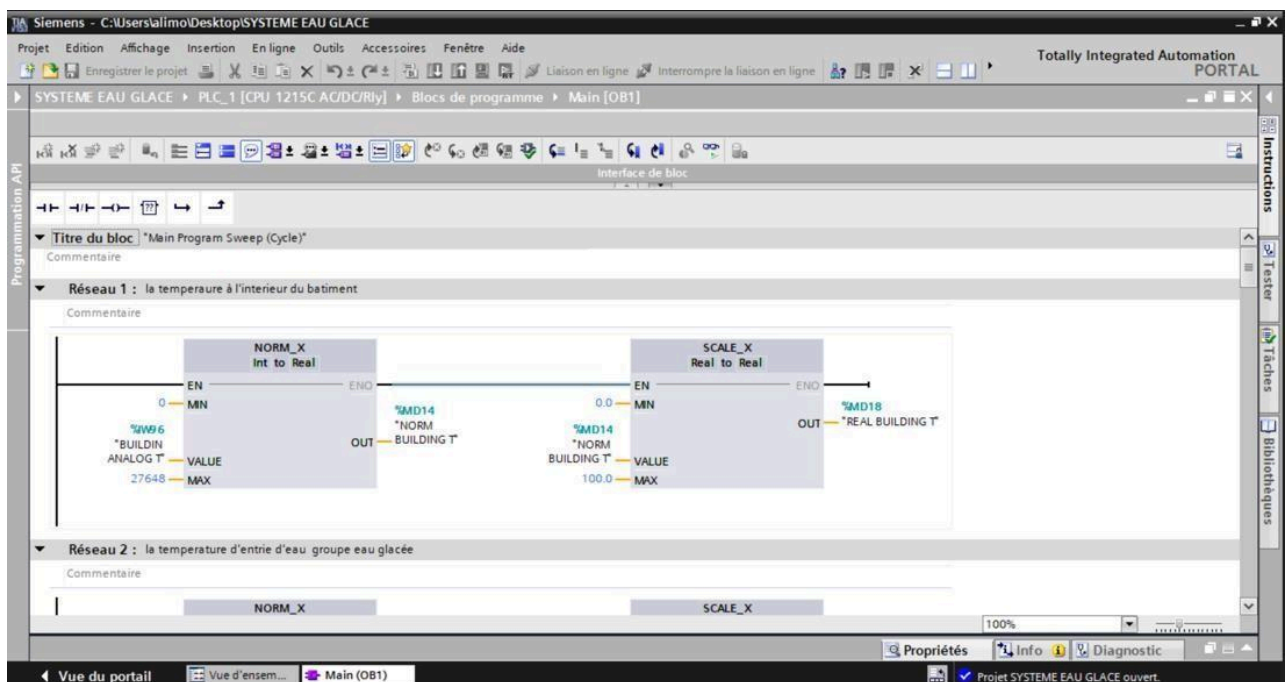 Siemens - C:\Users\alimo\Desktop\SYSTEME EAU GLACE
Projet Edition Affichage Insertion En ligne Outils Accessoires Fenêtre Aide
Totally Integrated Automation
PORTAL
Enregistrer le projet Liaison en ligne Interrompre la liaison en ligne
SYSTEME EAU GLACE PLC_1 [CPU 1215C AC/DC/Rly] Blocs de programme Main [OB1]
Programmation API
Interface de bloc
Titre du bloc "Main Program Sweep (Cycle)"
Commentaire
Réseau 1 : la temperaure à l'interieur du batiment
Commentaire
NORM_X
Int to Real
EN ENO
0 MIN
%IW96
"BUILDIN
ANALOG T" VALUE
27648 MAX
%MD14
"NORM
OUT BUILDING T"
SCALE_X
Real to Real
EN ENO
0.0 MIN
%MD14
"NORM
BUILDING T" VALUE
100.0 MAX
%MD18
OUT "REAL BUILDING T"
Réseau 2 : la temperature d'entrie d'eau groupe eau glacée
Commentaire
NORM_X SCALE_X
100%
Propriétés Info Diagnostic
Vue du portail Vue d'ensem... Main (OB1) Projet SYSTEME EAU GLACE ouvert.
Instructions
Tester
Tâches
Bibliothèques